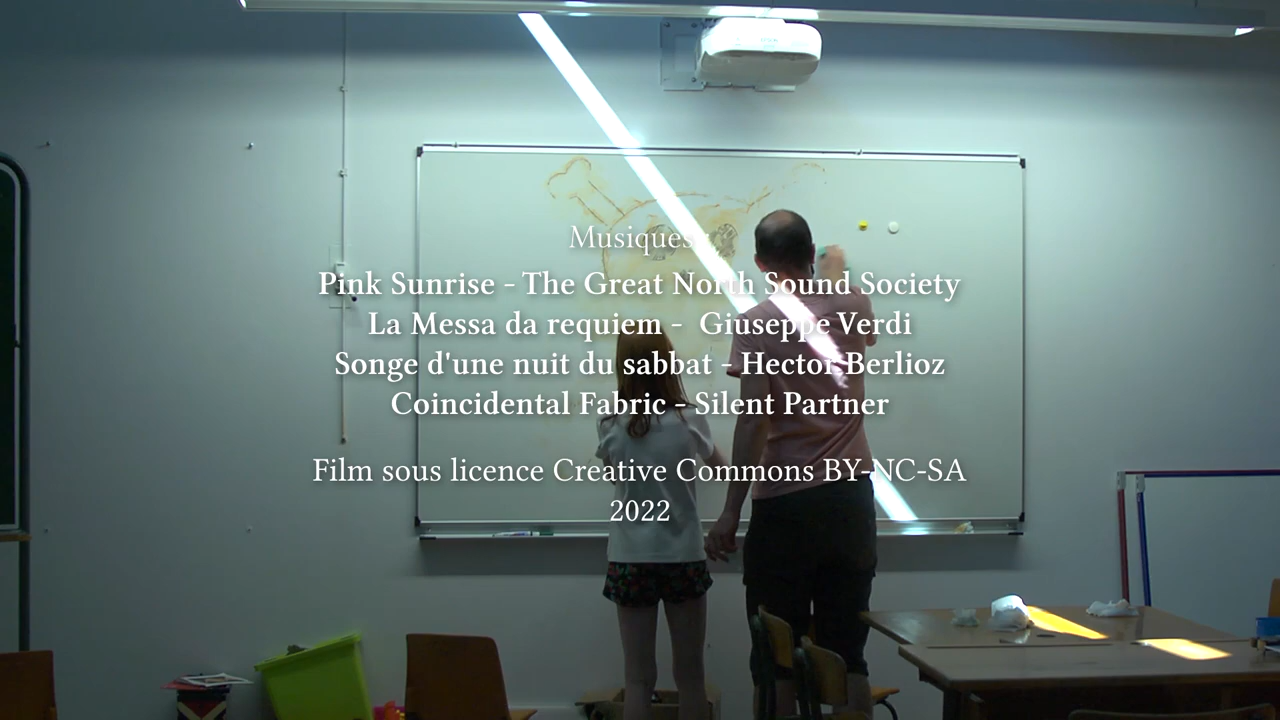 Musiques
Pink Sunrise - The Great North Sound Society
La Messa da requiem - Giuseppe Verdi
Songe d'une nuit du sabbat - Hector Berlioz
Coincidental Fabric - Silent Partner
Film sous licence Creative Commons BY-NC-SA
2022